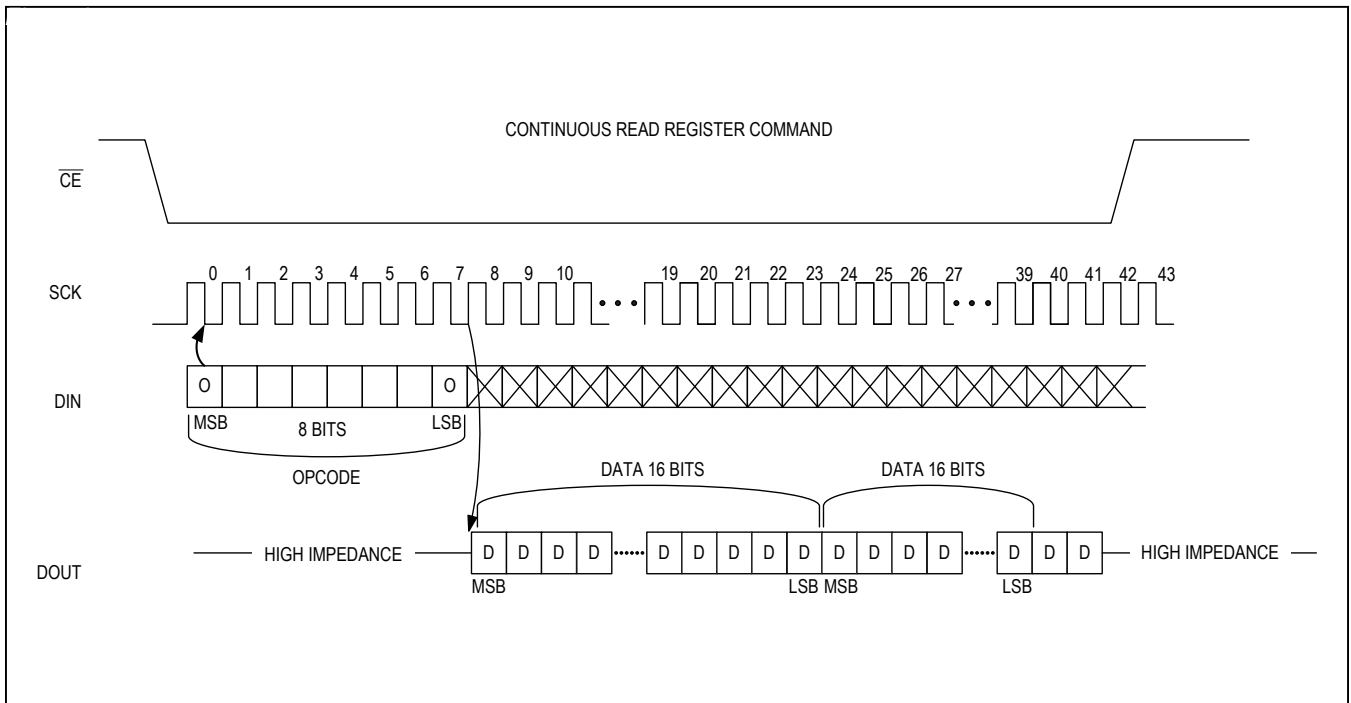 CONTINUOUS READ REGISTER COMMAND
CE
SCK
0 1 2 3 4 5 6 7 8 9 10 19 20 21 22 23 24 25 26 27 39 40 41 42 43
DIN
O O
MSB 8 BITS LSB
OPCODE
DATA 16 BITS DATA 16 BITS
DOUT
HIGH IMPEDANCE D D D D D D D D D D D D D D D D HIGH IMPEDANCE
MSB LSB MSB LSB